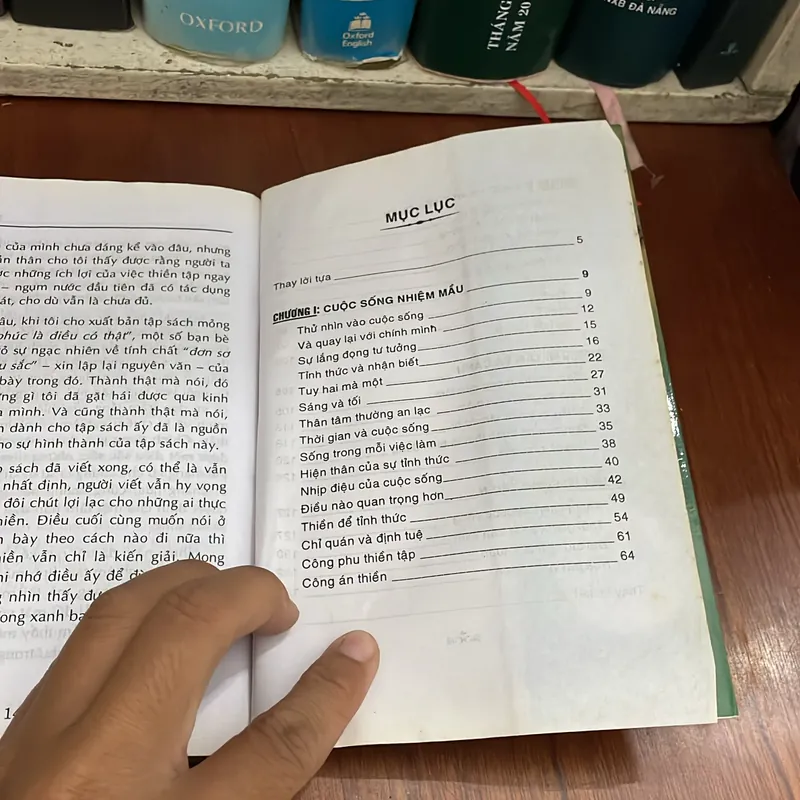 OXFORD
Oxford
English
THÁNG
NĂM 20
NXB ĐÀ NẴNG
của mình chưa đáng kể vào đâu, nhưng
thân cho tôi thấy được rằng người ta
những ích lợi của việc thiền tập ngay
– ngụm nước đầu tiên đã có tác dụng
cho dù vẫn là chưa đủ.
khi tôi cho xuất bản tập sách mỏng
phúc là điều có thật", một số bạn bè
sự ngạc nhiên về tính chất "đơn sơ
sắc" – xin lập lại nguyên văn – của
bày trong đó. Thành thật mà nói, đó
gì tôi đã gặt hái được qua kinh
mình. Và cũng thành thật mà nói,
dành cho tập sách ấy đã là nguồn
sự hình thành của tập sách này.
sách đã viết xong, có thể là vẫn
nhất định, người viết vẫn hy vọng
đôi chút lợi lạc cho những ai thực
Điều cuối cùng muốn nói ở
bày theo cách nào đi nữa thì
vẫn chỉ là kiến giải. Mong
nhớ điều ấy để
nhìn thấy
xanh
MỤC LỤC
Thay lời tựa 5
CHƯƠNG I: CUỘC SỐNG NHIỆM MẦU 9
Thử nhìn vào cuộc sống 9
Và quay lại với chính mình 12
Sự lắng đọng tư tưởng 15
Tỉnh thức và nhận biết 16
Tuy hai mà một 22
Sáng và tối 27
Thân tâm thường an lạc 31
Thời gian và cuộc sống 33
Sống trong mỗi việc làm 35
Hiện thân của sự tỉnh thức 38
Nhịp điệu của cuộc sống 40
Điều nào quan trọng hơn 42
Thiền để tỉnh thức 49
Chỉ quán và định tuệ 54
Công phu thiền tập 61
Công án thiền 64